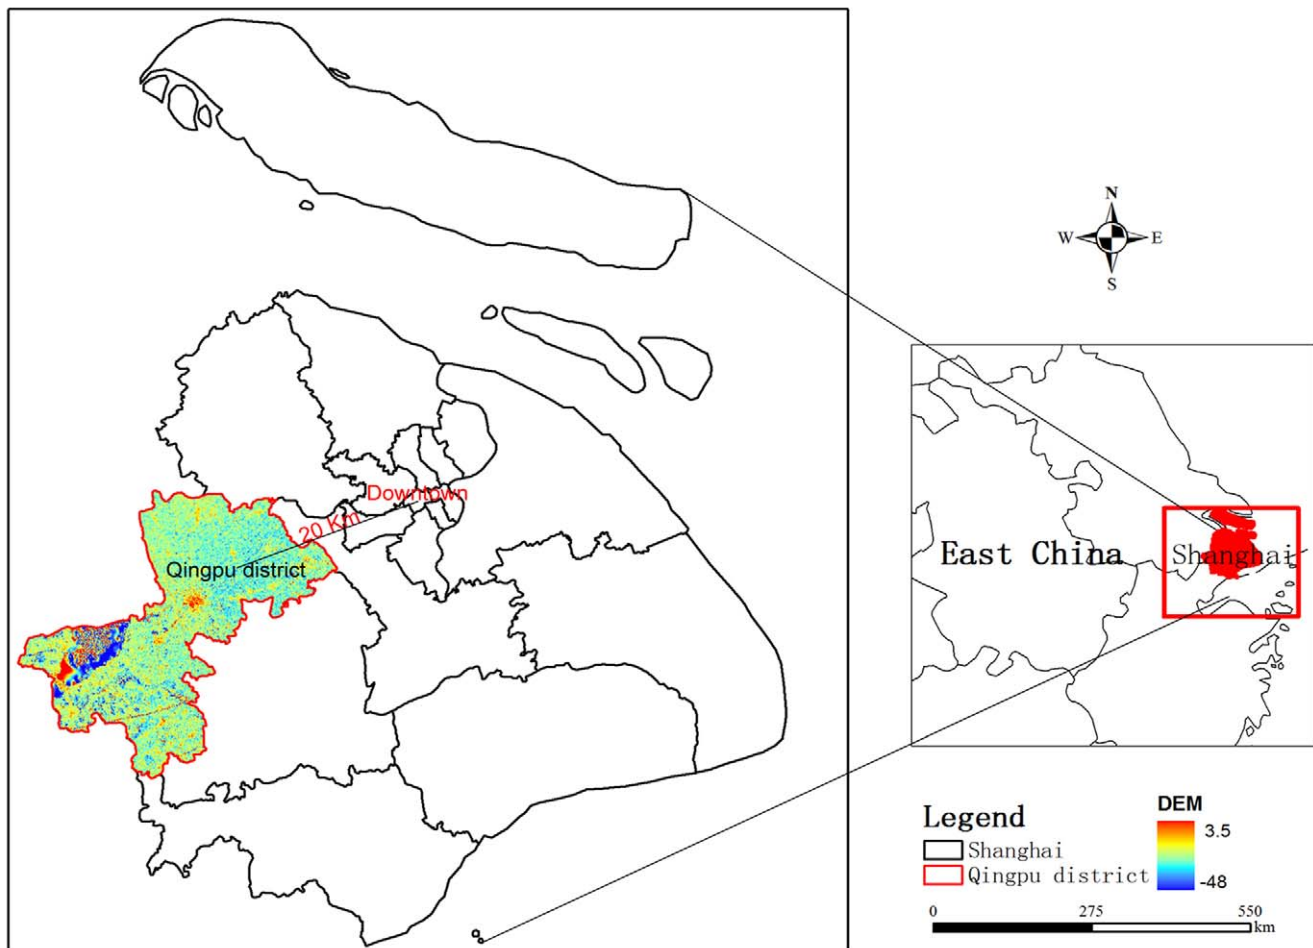 N
W E
S
Downtown
20 Km
Qingpu district
East China
Shanghai
Legend
Shanghai
Qingpu district
DEM
3.5
-48
0 275 550
km